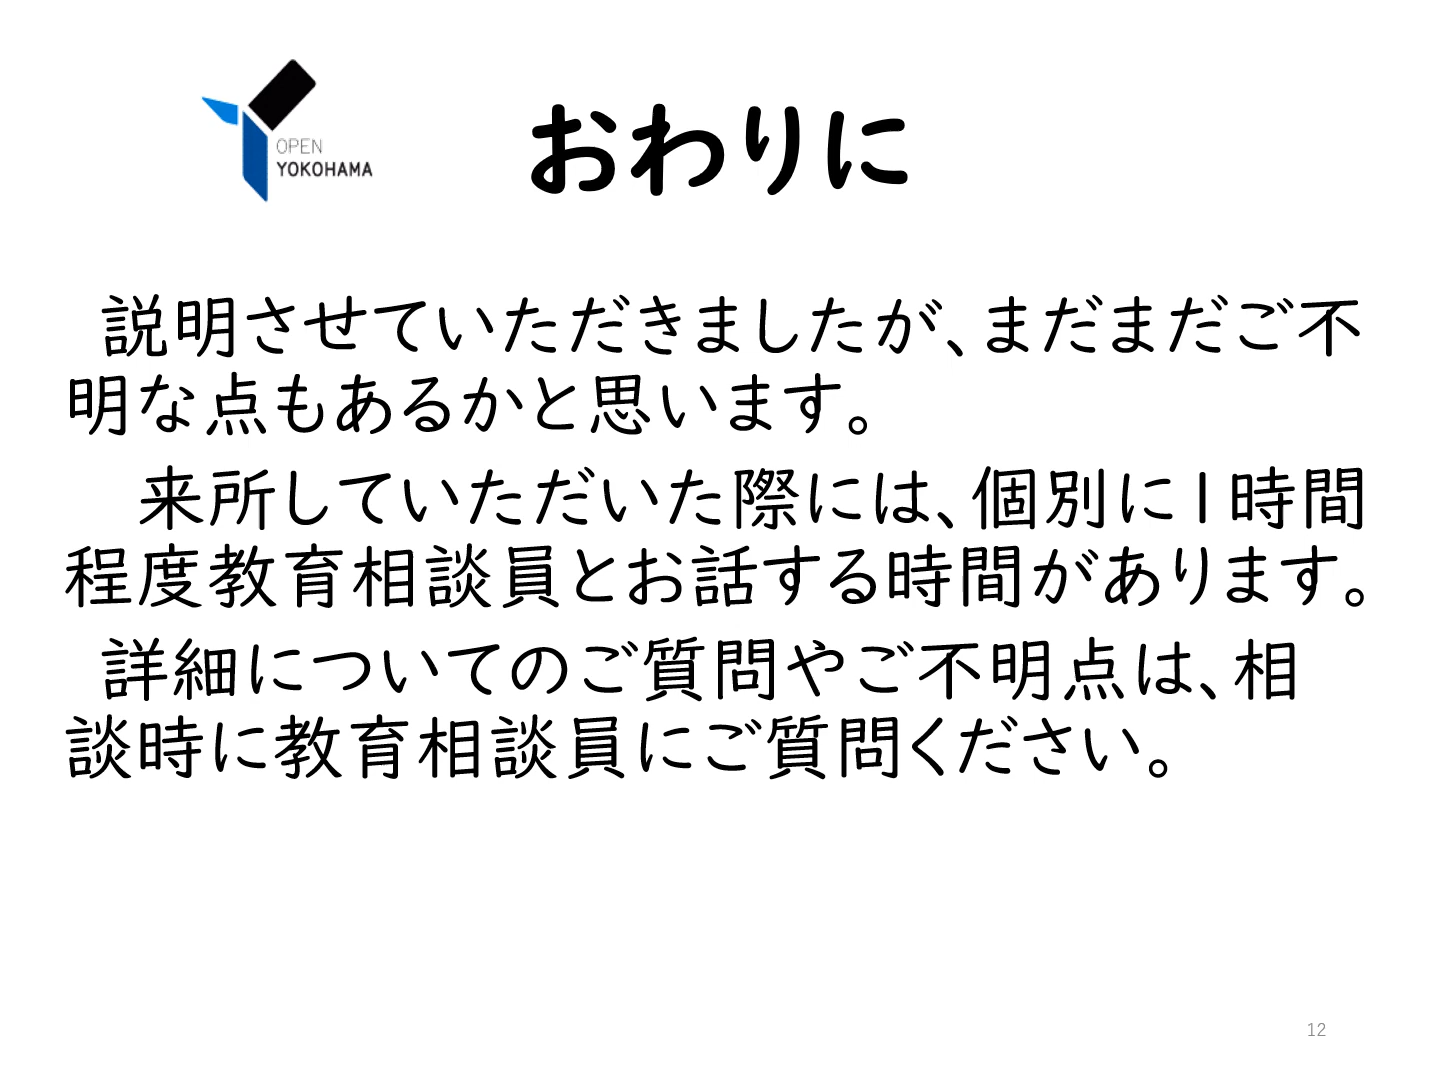 OPEN
YOKOHAMA
おわりに
説明させていただきましたが、まだまだご不
明な点もあるかと思います。
来所していただいた際には、個別に1時間
程度教育相談員とお話する時間があります。
詳細についてのご質問やご不明点は、相
談時に教育相談員にご質問ください。
12